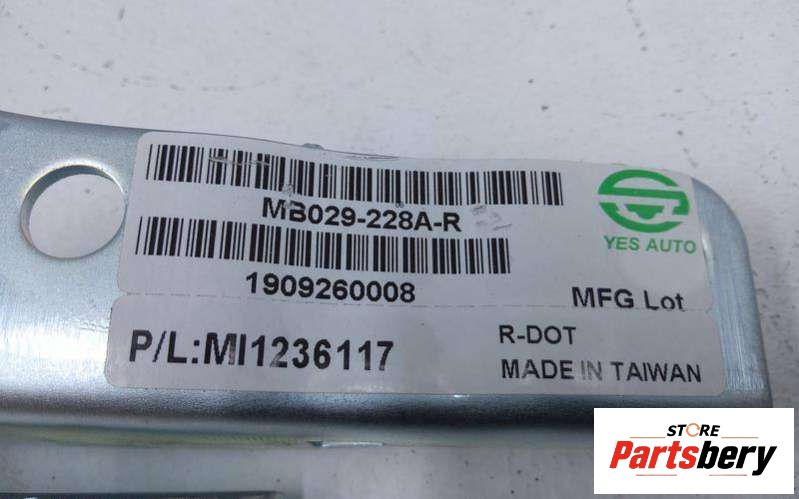 MB029-228A-R
YES AUTO
1909260008
MFG Lot
P/L:MI1236117
R-DOT
MADE IN TAIWAN
STORE
Partsbery